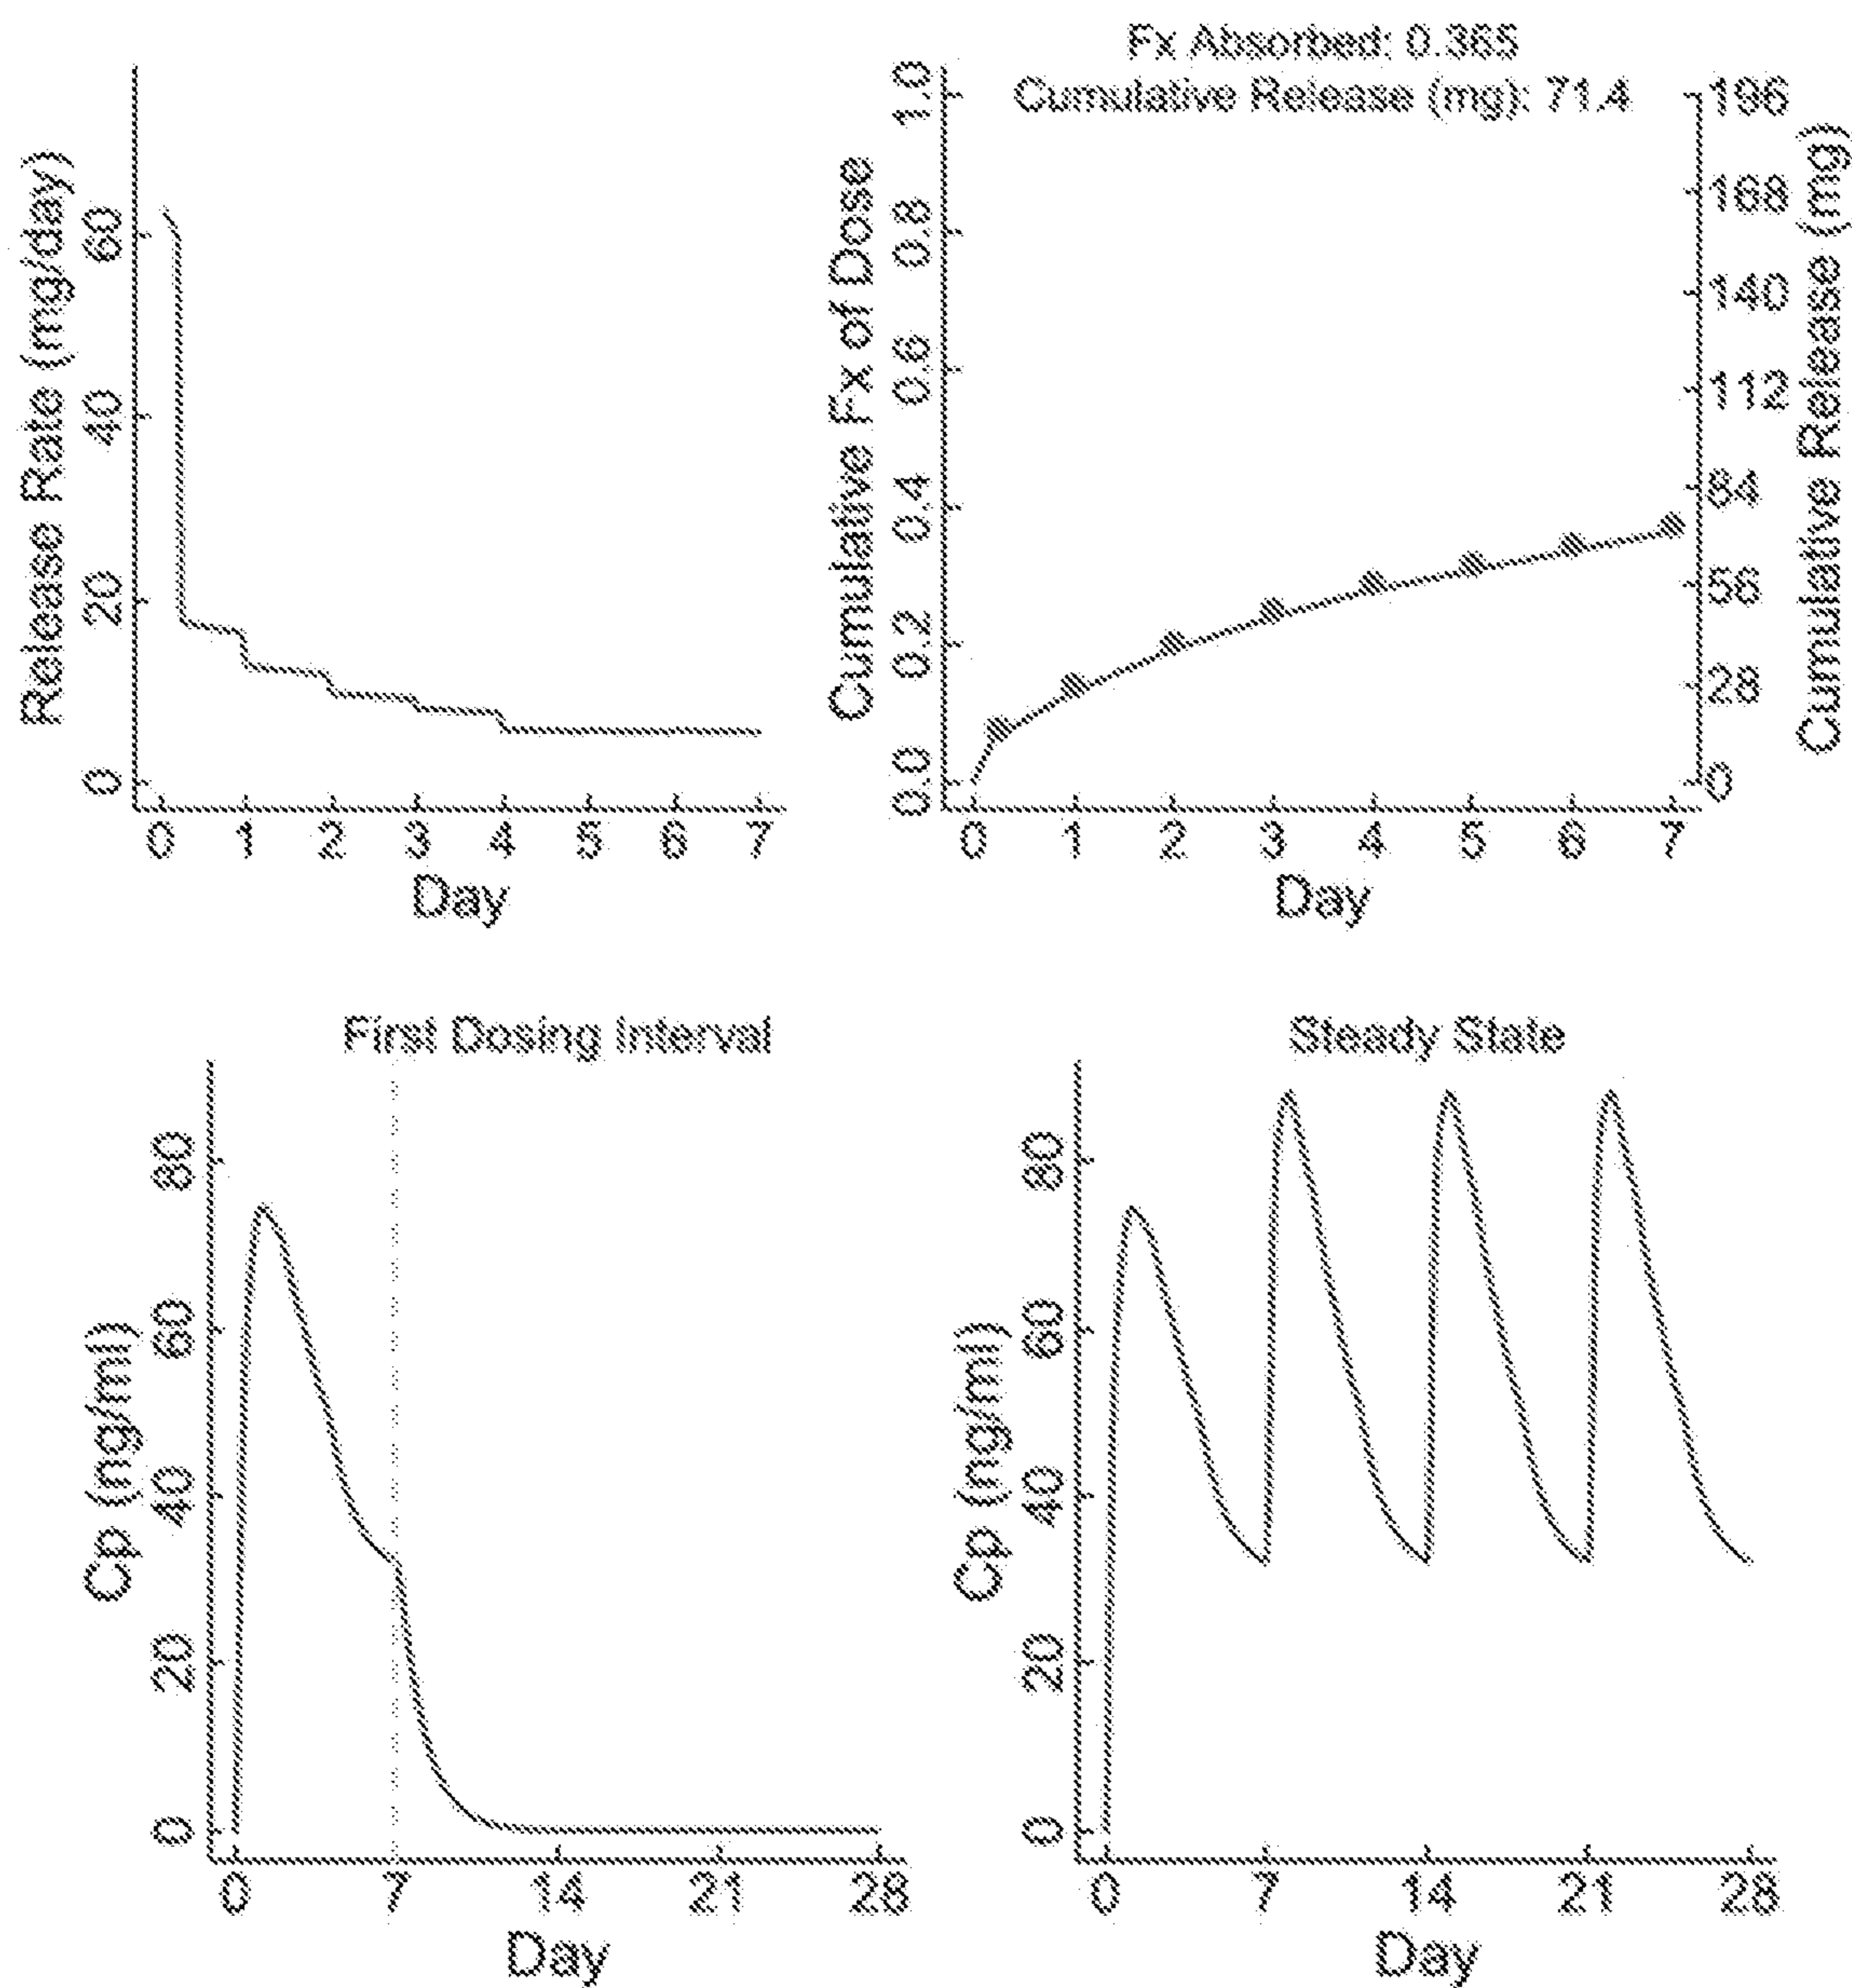 Release Rate (mg/day)
60
40
20
0
0 1 2 3 4 5 6 7
Day
Fx Absorbed: 0.365
Cumulative Release (mg): 71.4
Cumulative Fx of Dose
1.0
0.8
0.6
0.4
0.2
0.0
196
168
140
112
84
56
28
0
Cumulative Release (mg)
0 1 2 3 4 5 6 7
Day
First Dosing Interval
Cp (ng/ml)
80
60
40
20
0
0 7 14 21 28
Day
Steady State
Cp (ng/ml)
80
60
40
20
0
0 7 14 21 28
Day